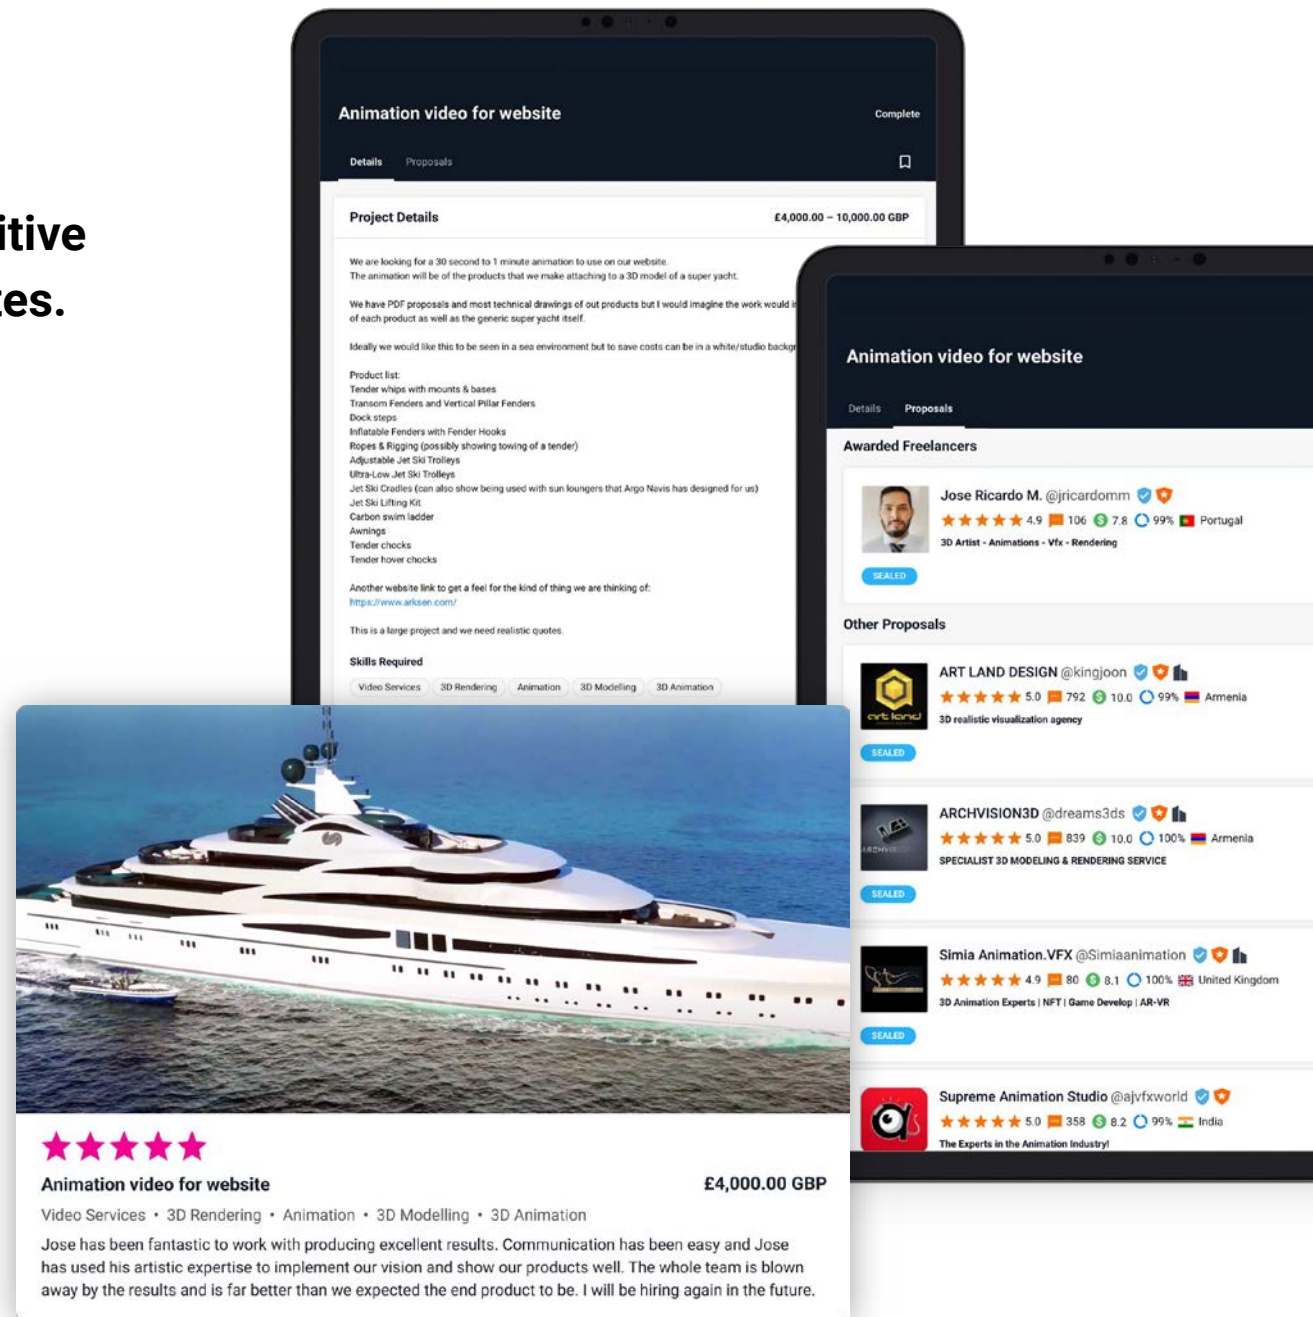 itive
tes.
Animation video for website
Complete
Details Proposals
Project Details
£4,000.00 – 10,000.00 GBP
We are looking for a 30 second to 1 minute animation to use on our website.
The animation will be of the products that we make attaching to a 3D model of a super yacht.
We have PDF proposals and most technical drawings of out products but I would imagine the work would i
of each product as well as the generic super yacht itself.
Ideally we would like this to be seen in a sea environment but to save costs can be in a white/studio backgr
Product list:
Tender whips with mounts & bases
Transom Fenders and Vertical Pillar Fenders
Dock steps
Inflatable Fenders with Fender Hooks
Ropes & Rigging (possibly showing towing of a tender)
Adjustable Jet Ski Trolleys
Ultra-Low Jet Ski Trolleys
Jet Ski Cradles (can also show being used with sun loungers that Argo Navis has designed for us)
Jet Ski Lifting Kit
Carbon swim ladder
Awnings
Tender chocks
Tender hover chocks
Another website link to get a feel for the kind of thing we are thinking of:
https://www.arksen.com/
This is a large project and we need realistic quotes.
Skills Required
Video Services 3D Rendering Animation 3D Modelling 3D Animation
Animation video for website
Details Proposals
Awarded Freelancers
Jose Ricardo M. @jricardomm
4.9 106 7.8 99% Portugal
3D Artist - Animations - Vfx - Rendering
SEALED
Other Proposals
art land
ART LAND DESIGN @kingjoon
5.0 792 10.0 99% Armenia
3D realistic visualization agency
SEALED
ARCHVISION3D @dreams3ds
5.0 839 10.0 100% Armenia
SPECIALIST 3D MODELING & RENDERING SERVICE
SEALED
Simia Animation.VFX @Simiaanimation
4.9 80 8.1 100% United Kingdom
3D Animation Experts | NFT | Game Develop | AR-VR
SEALED
Supreme Animation Studio @ajvfxworld
5.0 358 8.2 99% India
The Experts in the Animation Industry!
Animation video for website
£4,000.00 GBP
Video Services • 3D Rendering • Animation • 3D Modelling • 3D Animation
Jose has been fantastic to work with producing excellent results. Communication has been easy and Jose
has used his artistic expertise to implement our vision and show our products well. The whole team is blown
away by the results and is far better than we expected the end product to be. I will be hiring again in the future.